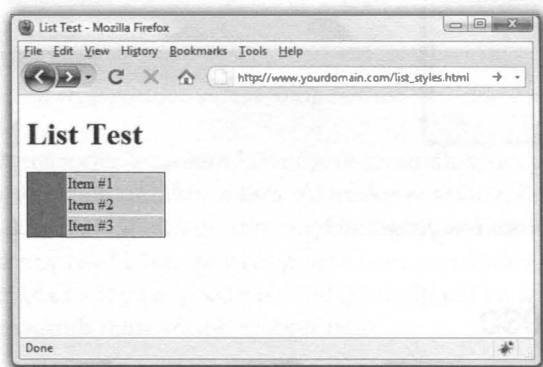 List Test - Mozilla Firefox
File Edit View History Bookmarks Tools Help
http://www.yourdomain.com/list_styles.html
List Test
Item #1
Item #2
Item #3
Done